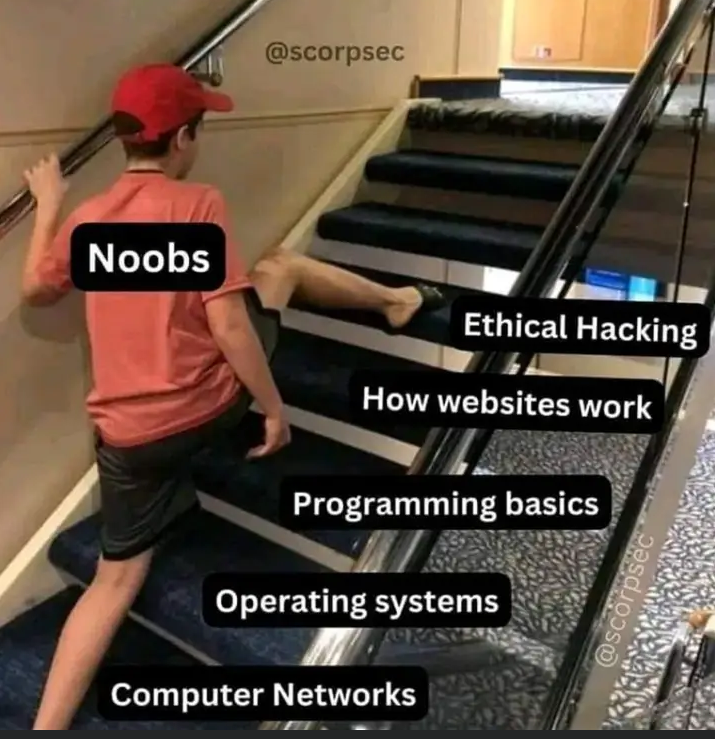 @scorpsec
Noobs
Ethical Hacking
How websites work
Programming basics
@scorpsec
Operating systems
Computer Networks